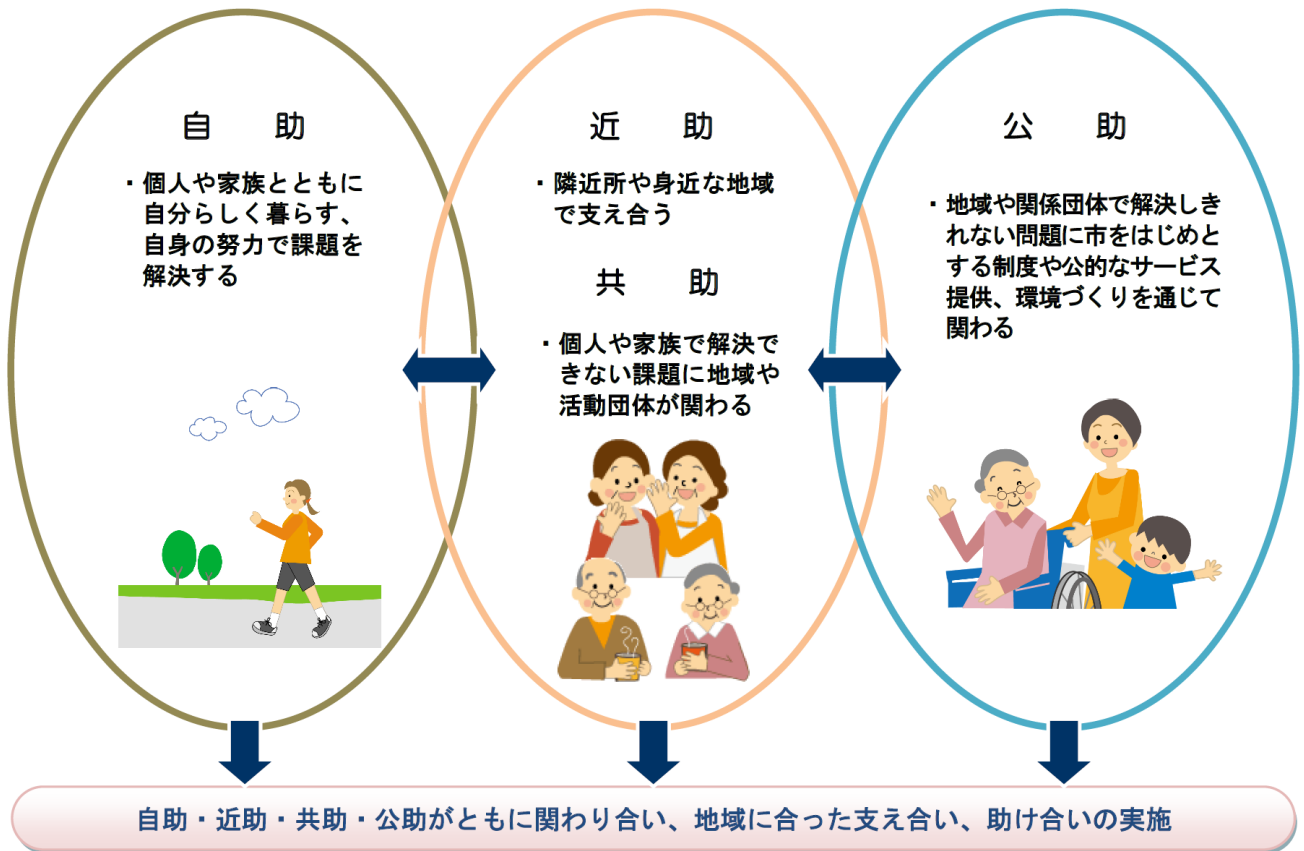 自　助
・個人や家族とともに
自分らしく暮らす、
自身の努力で課題を
解決する
近　助
・隣近所や身近な地域
で支え合う
共　助
・個人や家族で解決で
きない課題に地域や
活動団体が関わる
公　助
・地域や関係団体で解決しき
れない問題に市をはじめと
する制度や公的なサービス
提供、環境づくりを通じて
関わる
自助・近助・共助・公助がともに関わり合い、地域に合った支え合い、助け合いの実施